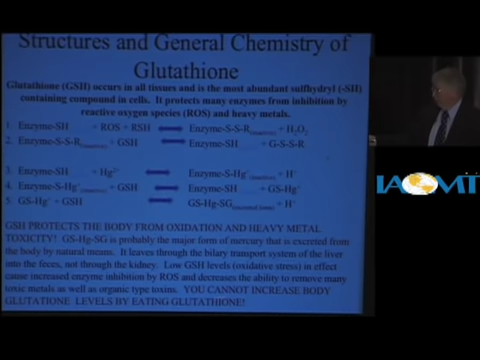 Structures and General Chemistry of
Glutathione
Glutathione (GSH) occurs in all tissues and is the most abundant sulfhydryl (-SH)
containing compound in cells. It protects many enzymes from inhibition by
reactive oxygen species (ROS) and heavy metals.
1. Enzyme-SH + ROS + RSH Enzyme-S-S-R + H2O2
2. Enzyme-S-S-R + GSH Enzyme-SH + G-S-S-R
3. Enzyme-SH + Hg2+ Enzyme-S-Hg+ + H+
4. Enzyme-S-Hg+ + GSH Enzyme-SH + GS-Hg+
5. GS-Hg+ + GSH GS-Hg-SG + H+
GSH PROTECTS THE BODY FROM OXIDATION AND HEAVY METAL
TOXICITY! GS-Hg-SG is probably the major form of mercury that is excreted from
the body by natural means. It leaves through the bilary transport system of the liver
into the feces, not through the kidney. Low GSH levels (oxidative stress) in effect
cause increased enzyme inhibition by ROS and decreases the ability to remove many
toxic metals as well as organic type toxins. YOU CANNOT INCREASE BODY
GLUTATIONE LEVELS BY EATING GLUTATHIONE!
IAOMT